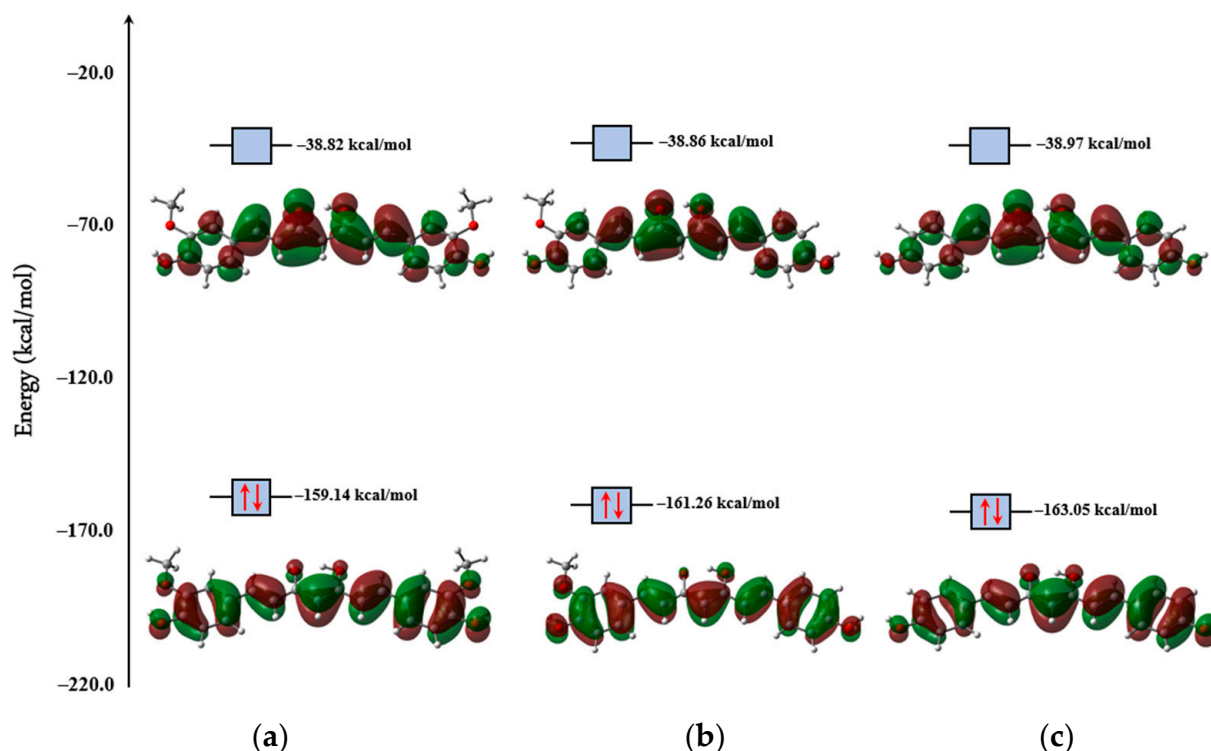 Energy (kcal/mol)
–20.0
–70.0
–120.0
–170.0
–220.0
–38.82 kcal/mol
–38.86 kcal/mol
–38.97 kcal/mol
–159.14 kcal/mol
–161.26 kcal/mol
–163.05 kcal/mol
(a)
(b)
(c)